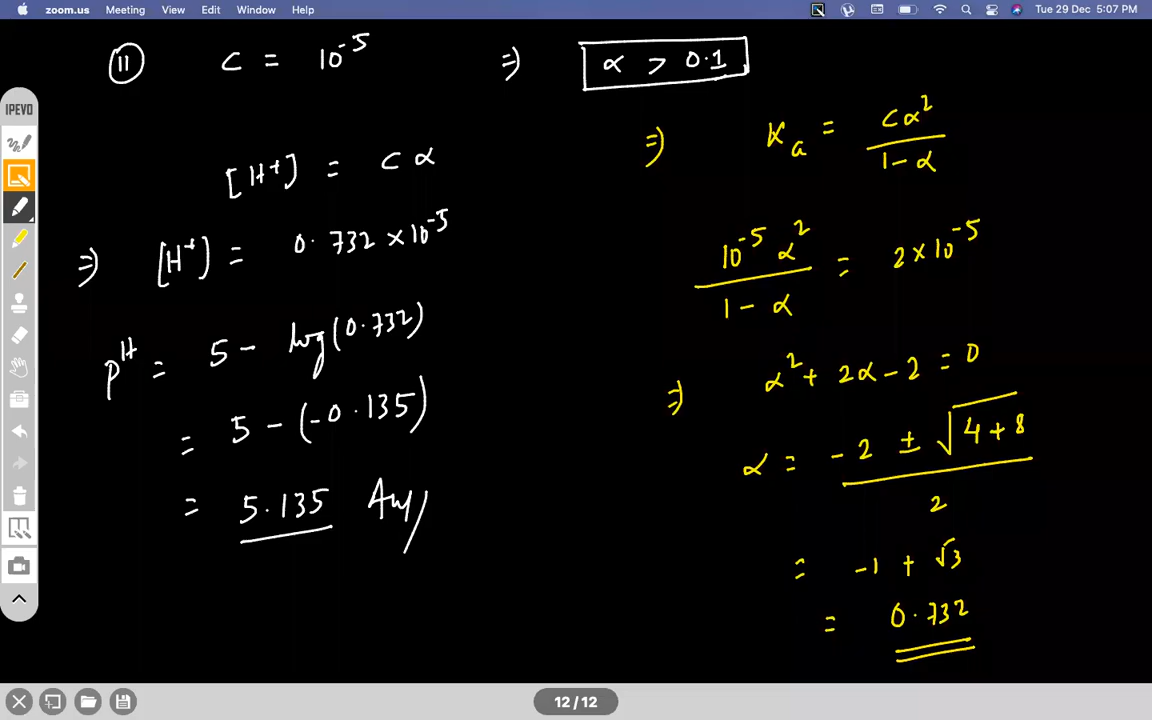 zoom.us Meeting View Edit Window Help
Tue 29 Dec 5:07 PM
IPEVO
(11) C = 10⁻⁵ ⇒ α > 0.1
[H+] = Cα
⇒ [H+] = 0.732 × 10⁻⁵
pH = 5 - log(0.732)
= 5 - (-0.135)
= 5.135 Ans
⇒ Ka = Cα² / 1-α
10⁻⁵ α² / 1-α = 2 × 10⁻⁵
⇒ α² + 2α - 2 = 0
α = -2 ± √4+8 / 2
= -1 + √3
= 0.732
12 / 12